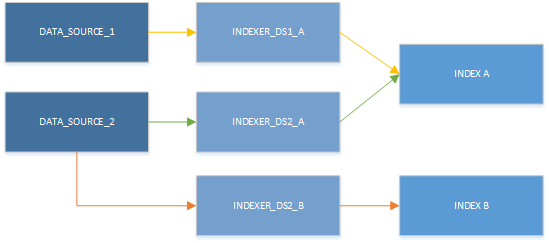 DATA_SOURCE_1
INDEXER_DS1_A
INDEX A
DATA_SOURCE_2
INDEXER_DS2_A
INDEXER_DS2_B
INDEX B